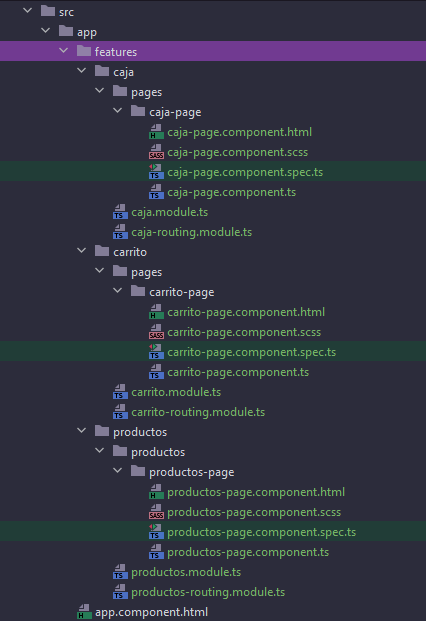 src
app
features
caja
pages
caja-page
caja-page.component.html
caja-page.component.scss
caja-page.component.spec.ts
caja-page.component.ts
caja.module.ts
caja-routing.module.ts
carrito
pages
carrito-page
carrito-page.component.html
carrito-page.component.scss
carrito-page.component.spec.ts
carrito-page.component.ts
carrito.module.ts
carrito-routing.module.ts
productos
productos
productos-page
productos-page.component.html
productos-page.component.scss
productos-page.component.spec.ts
productos-page.component.ts
productos.module.ts
productos-routing.module.ts
app.component.html